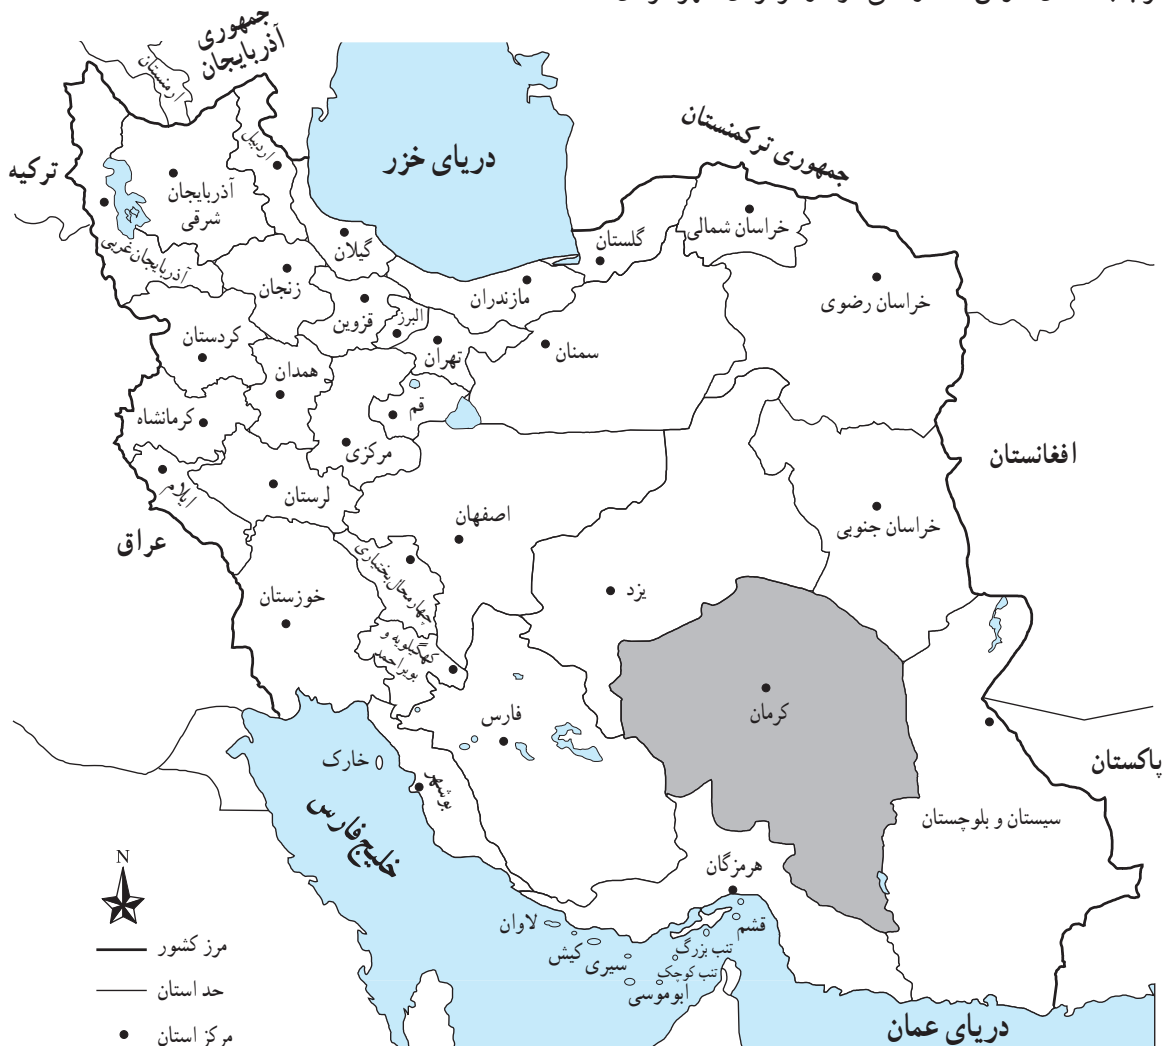 جمهوری
آذربایجان
ارمنستان
ترکیه
دریای خزر
جمهوری ترکمنستان
اردبیل
آذربایجان
شرقی
آذربایجان غربی
گیلان
گلستان
خراسان شمالی
زنجان
مازندران
خراسان رضوی
قزوین
البرز
کردستان
تهران
سمنان
همدان
قم
کرمانشاه
مرکزی
افغانستان
ایلام
لرستان
اصفهان
خراسان جنوبی
عراق
چهارمحال بختیاری
خوزستان
یزد
کهگیلویه و
بویراحمد
فارس
کرمان
خارک
بوشهر
پاکستان
خلیج فارس
سیستان و بلوچستان
هرمزگان
لاوان
قشم
کیش
تنب بزرگ
سیری
تنب کوچک
ابوموسی
دریای عمان
N
مرز کشور
حد استان
مرکز استان